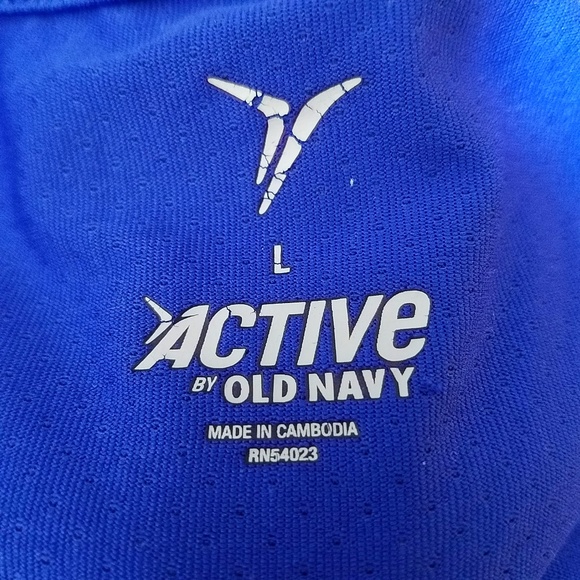 L
ACTIVE
BY OLD NAVY
MADE IN CAMBODIA
RN54023